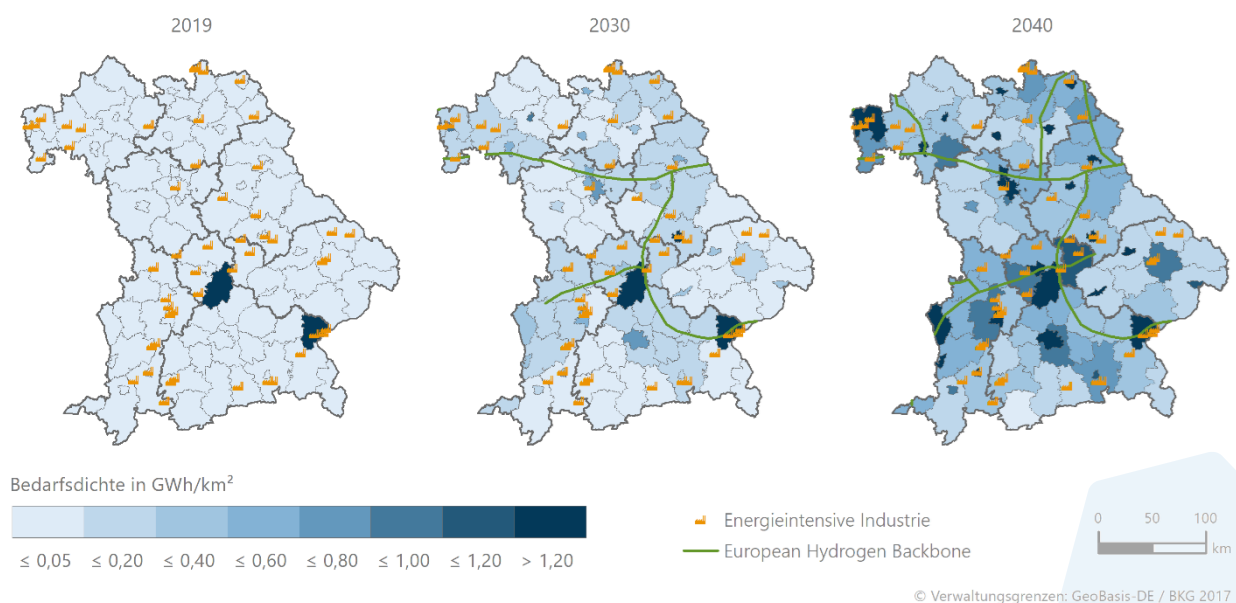 2019
2030
2040
Bedarfsdichte in GWh/km²
≤ 0,05
≤ 0,20
≤ 0,40
≤ 0,60
≤ 0,80
≤ 1,00
≤ 1,20
> 1,20
Energieintensive Industrie
European Hydrogen Backbone
0 50 100
km
© Verwaltungsgrenzen: GeoBasis-DE / BKG 2017